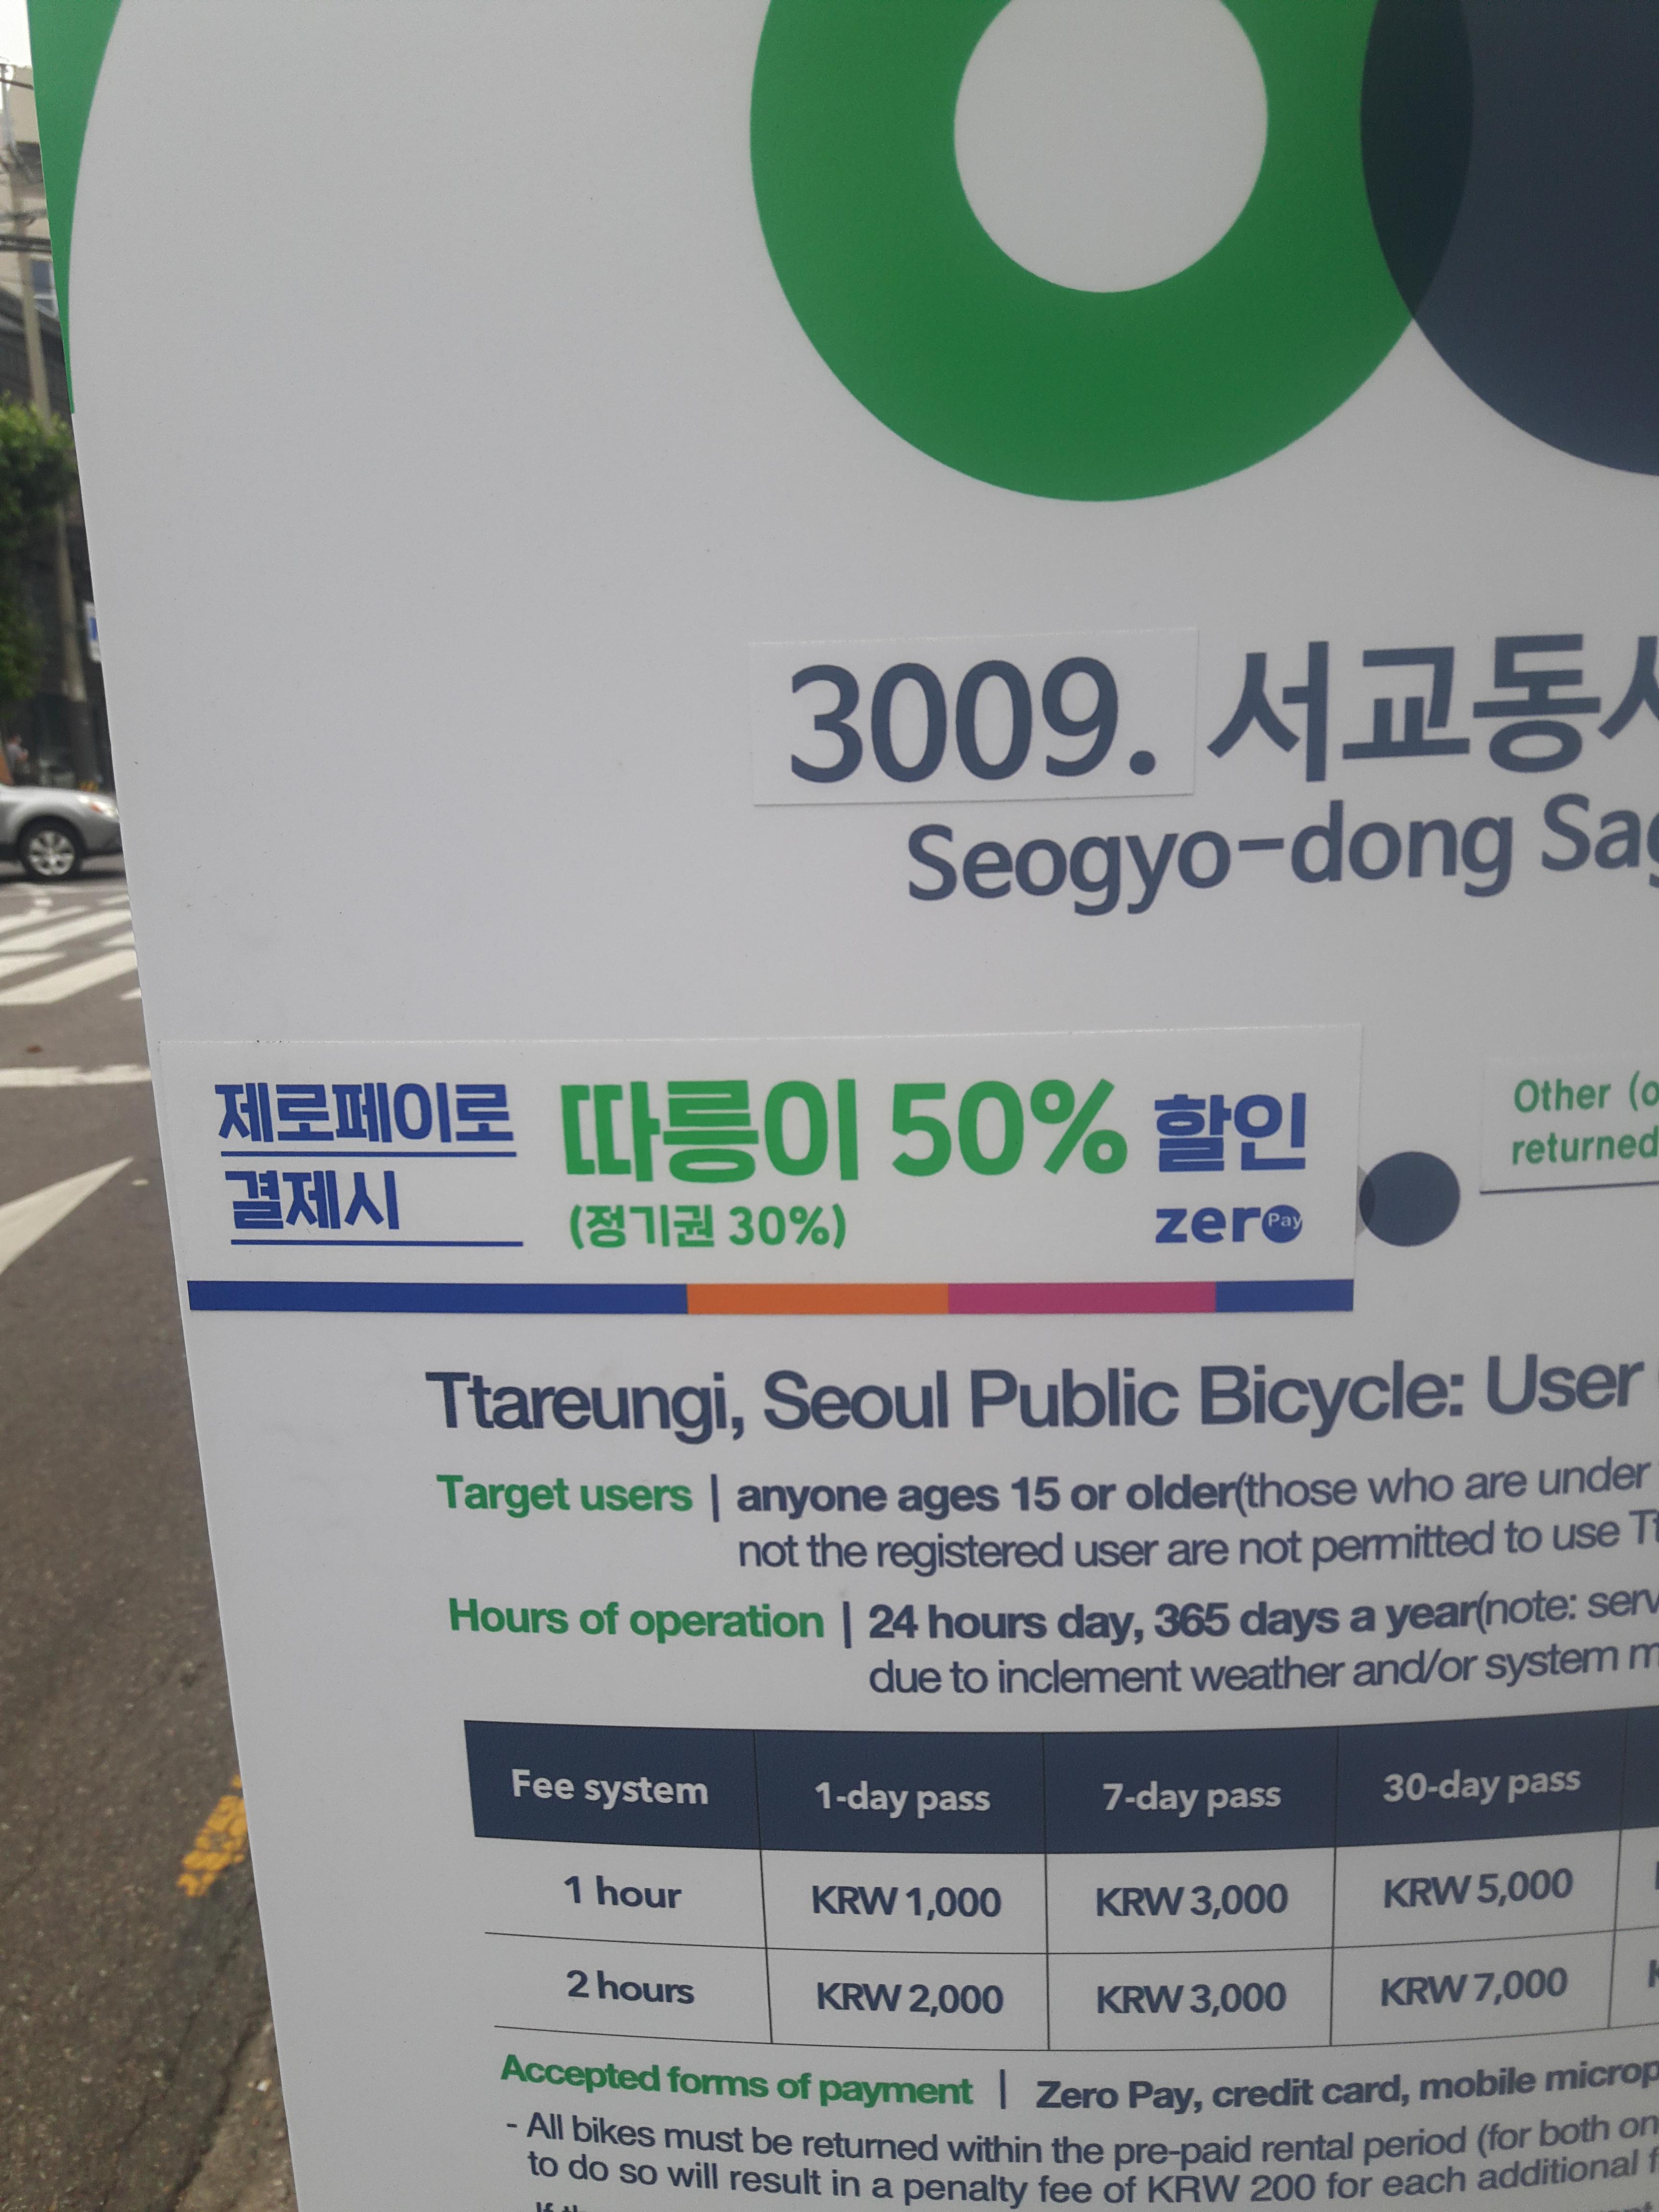 3009. 서교동
Seogyo-dong
제로페이로
결제시
따릉이 50% 할인
(정기권 30%)
zero Pay
Other
returned
Ttareungi, Seoul Public Bicycle: User
Target users | anyone ages 15 or older(those who are under
not the registered user are not permitted to use
Hours of operation | 24 hours day, 365 days a year(note:
due to inclement weather and/or system
Fee system 1-day pass 7-day pass 30-day pass
1 hour KRW 1,000 KRW 3,000 KRW 5,000
2 hours KRW 2,000 KRW 3,000 KRW 7,000
Accepted forms of payment | Zero Pay, credit card, mobile
- All bikes must be returned within the pre-paid rental period (for both
to do so will result in a penalty fee of KRW 200 for each additional